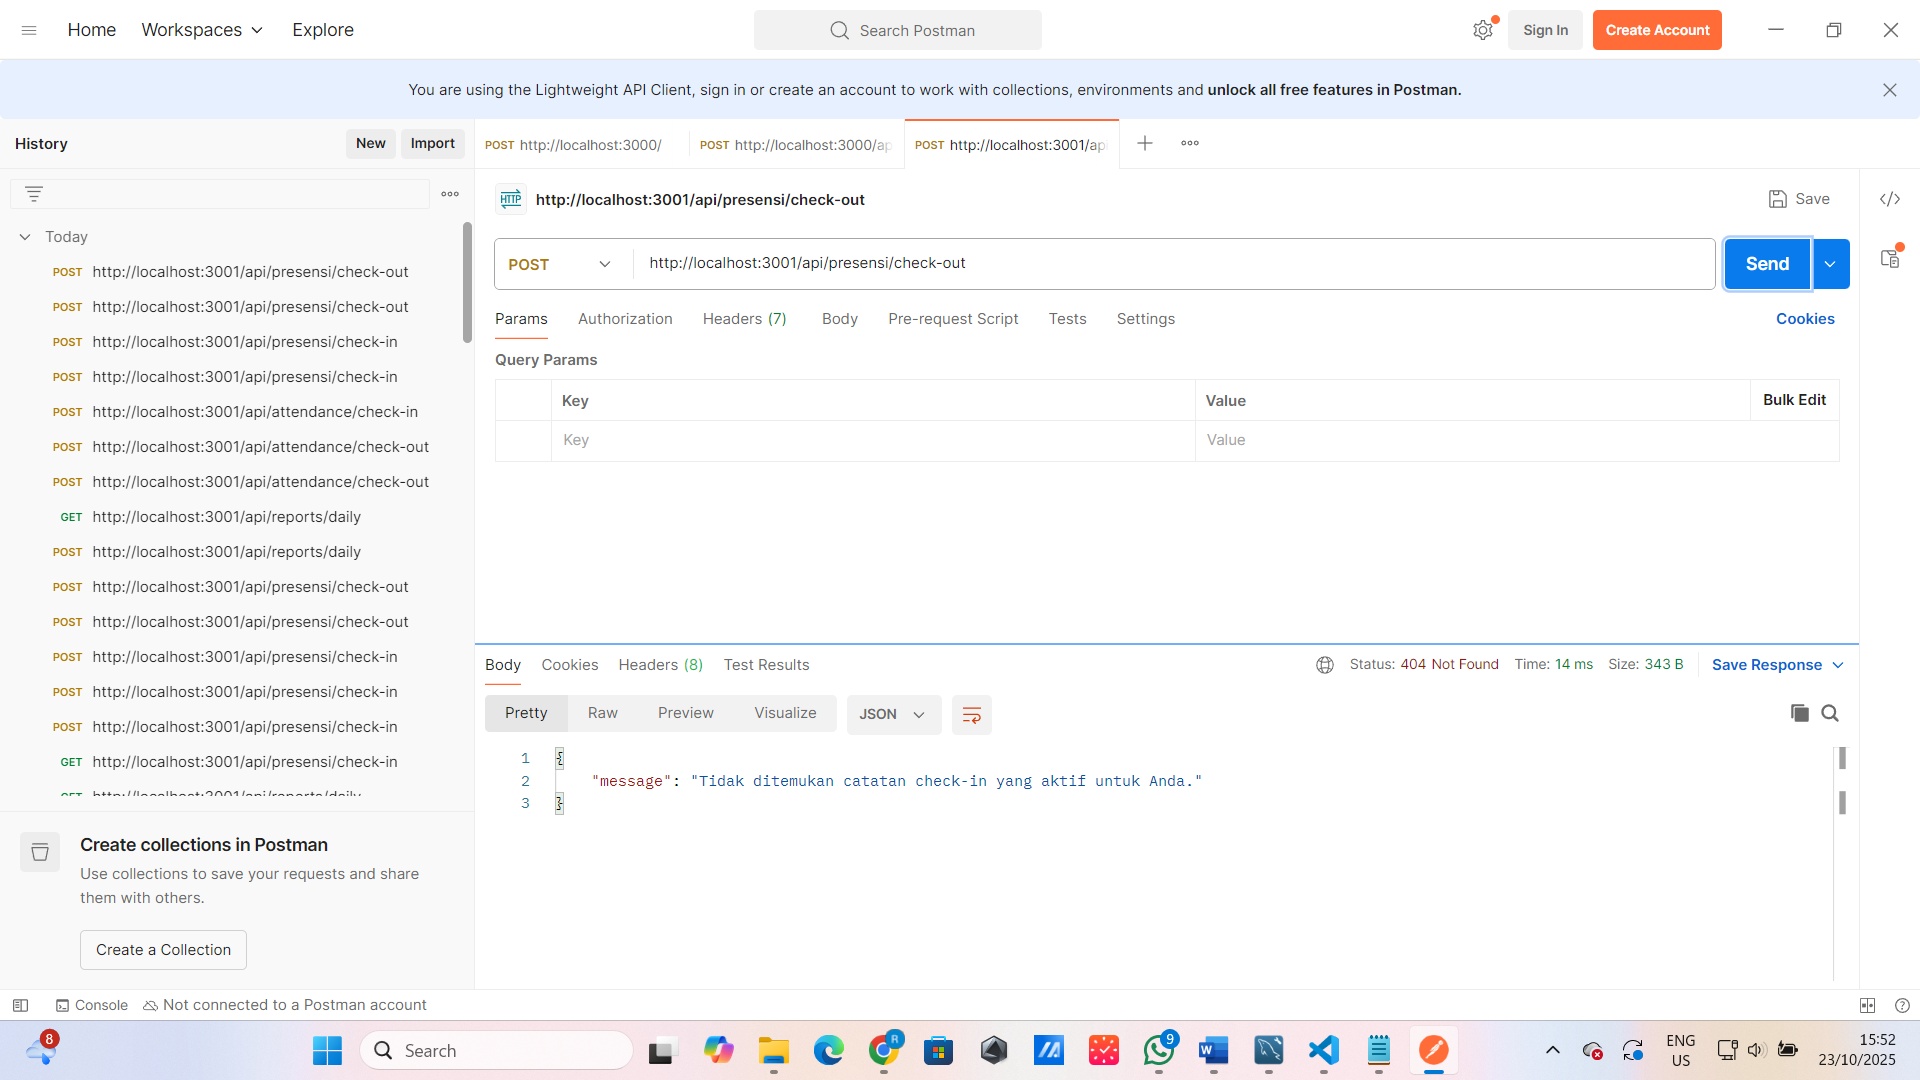 Home
Workspaces
Explore
Search Postman
Sign In
Create Account
You are using the Lightweight API Client, sign in or create an account to work with collections, environments and unlock all free features in Postman.
History
New
Import
POST http://localhost:3000/
POST http://localhost:3000/ap
POST http://localhost:3001/ap
HTTP
http://localhost:3001/api/presensi/check-out
Save
Today
POST http://localhost:3001/api/presensi/check-out
POST http://localhost:3001/api/presensi/check-out
POST http://localhost:3001/api/presensi/check-in
POST http://localhost:3001/api/presensi/check-in
POST http://localhost:3001/api/attendance/check-in
POST http://localhost:3001/api/attendance/check-out
POST http://localhost:3001/api/attendance/check-out
GET http://localhost:3001/api/reports/daily
POST http://localhost:3001/api/reports/daily
POST http://localhost:3001/api/presensi/check-out
POST http://localhost:3001/api/presensi/check-out
POST http://localhost:3001/api/presensi/check-in
POST http://localhost:3001/api/presensi/check-in
POST http://localhost:3001/api/presensi/check-in
GET http://localhost:3001/api/presensi/check-in
GET http://localhost:3001/api/reports/daily
POST
http://localhost:3001/api/presensi/check-out
Send
Params
Authorization
Headers (7)
Body
Pre-request Script
Tests
Settings
Cookies
Query Params
Key
Value
Bulk Edit
Key
Value
Body
Cookies
Headers (8)
Test Results
Status: 404 Not Found
Time: 14 ms
Size: 343 B
Save Response
Pretty
Raw
Preview
Visualize
JSON
1 {
2 "message": "Tidak ditemukan catatan check-in yang aktif untuk Anda."
3 }
Create collections in Postman
Use collections to save your requests and share
them with others.
Create a Collection
Console
Not connected to a Postman account
8
Search
R
9
ENG
US
15:52
23/10/2025